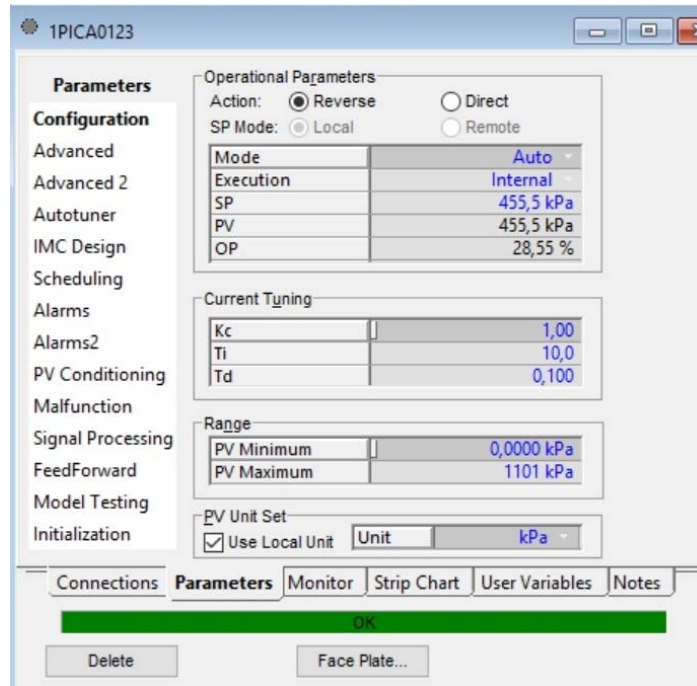 1PICA0123
Parameters
Configuration
Advanced
Advanced 2
Autotuner
IMC Design
Scheduling
Alarms
Alarms2
PV Conditioning
Malfunction
Signal Processing
FeedForward
Model Testing
Initialization
Operational Parameters
Action: Reverse Direct
SP Mode: Local Remote
Mode Auto
Execution Internal
SP 455,5 kPa
PV 455,5 kPa
OP 28,55 %
Current Tuning
Kc 1,00
Ti 10,0
Td 0,100
Range
PV Minimum 0,0000 kPa
PV Maximum 1101 kPa
PV Unit Set
Use Local Unit Unit kPa
Connections Parameters Monitor Strip Chart User Variables Notes
OK
Delete Face Plate...